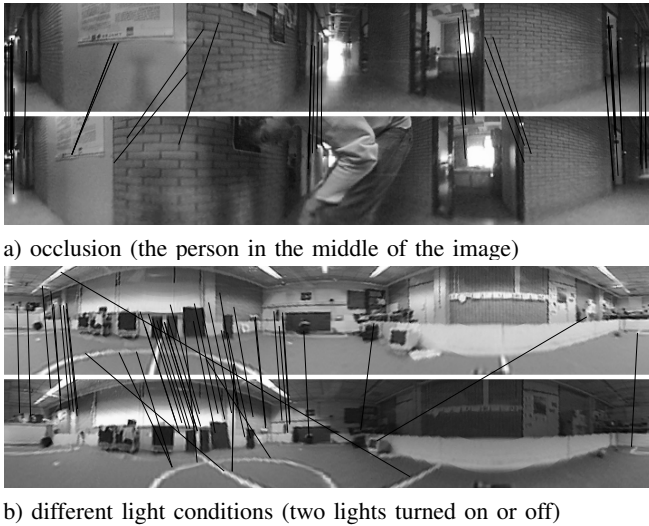 a) occlusion (the person in the middle of the image)
b) different light conditions (two lights turned on or off)